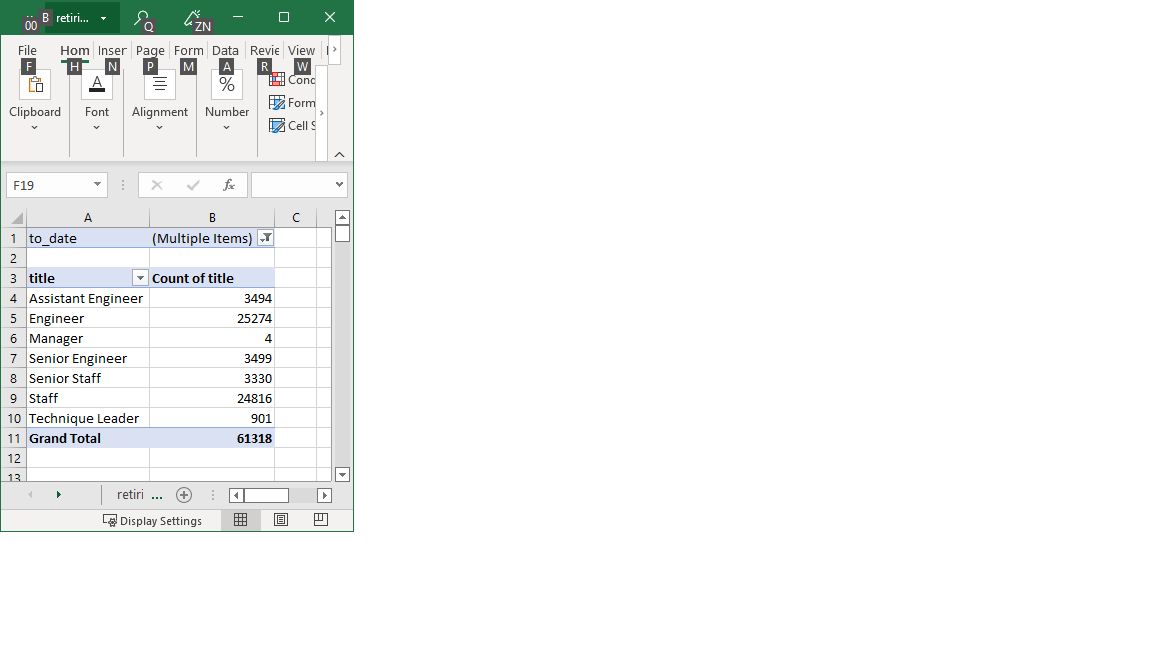 00 B retiri... Q ZN
File Hom Inser Page Form Data Revie View
F H N P M A R W
A % Cond
Form
Clipboard Font Alignment Number
Cell S
F19 fx
A B C
1 to_date (Multiple Items)
2
3 title Count of title
4 Assistant Engineer 3494
5 Engineer 25274
6 Manager 4
7 Senior Engineer 3499
8 Senior Staff 3330
9 Staff 24816
10 Technique Leader 901
11 Grand Total 61318
12
13
retiri ...
Display Settings